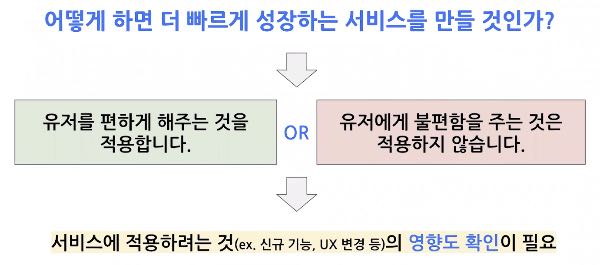 어떻게 하면 더 빠르게 성장하는 서비스를 만들 것인가?
유저를 편하게 해주는 것을
적용합니다.
OR
유저에게 불편함을 주는 것은
적용하지 않습니다.
서비스에 적용하려는 것(ex. 신규 기능, UX 변경 등)의 영향도 확인이 필요